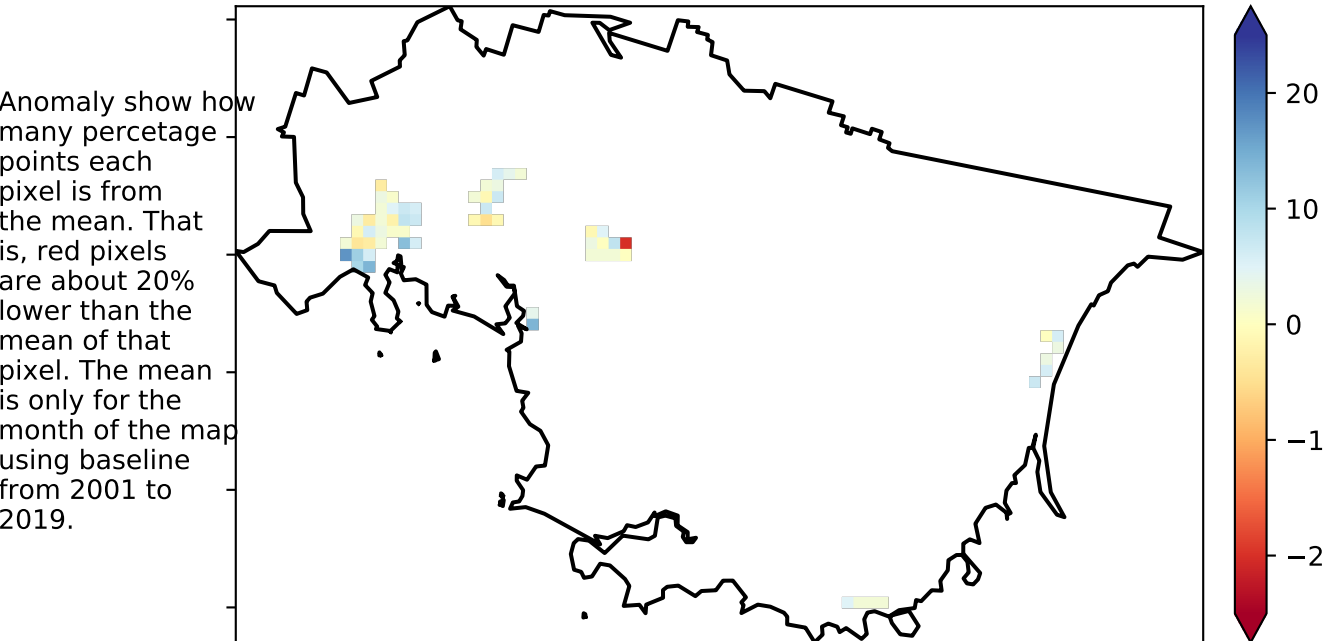 Anomaly show how
many percetage
points each
pixel is from
the mean. That
is, red pixels
are about 20%
lower than the
mean of that
pixel. The mean
is only for the
month of the map
using baseline
from 2001 to
2019.
20
10
0
−1
−2